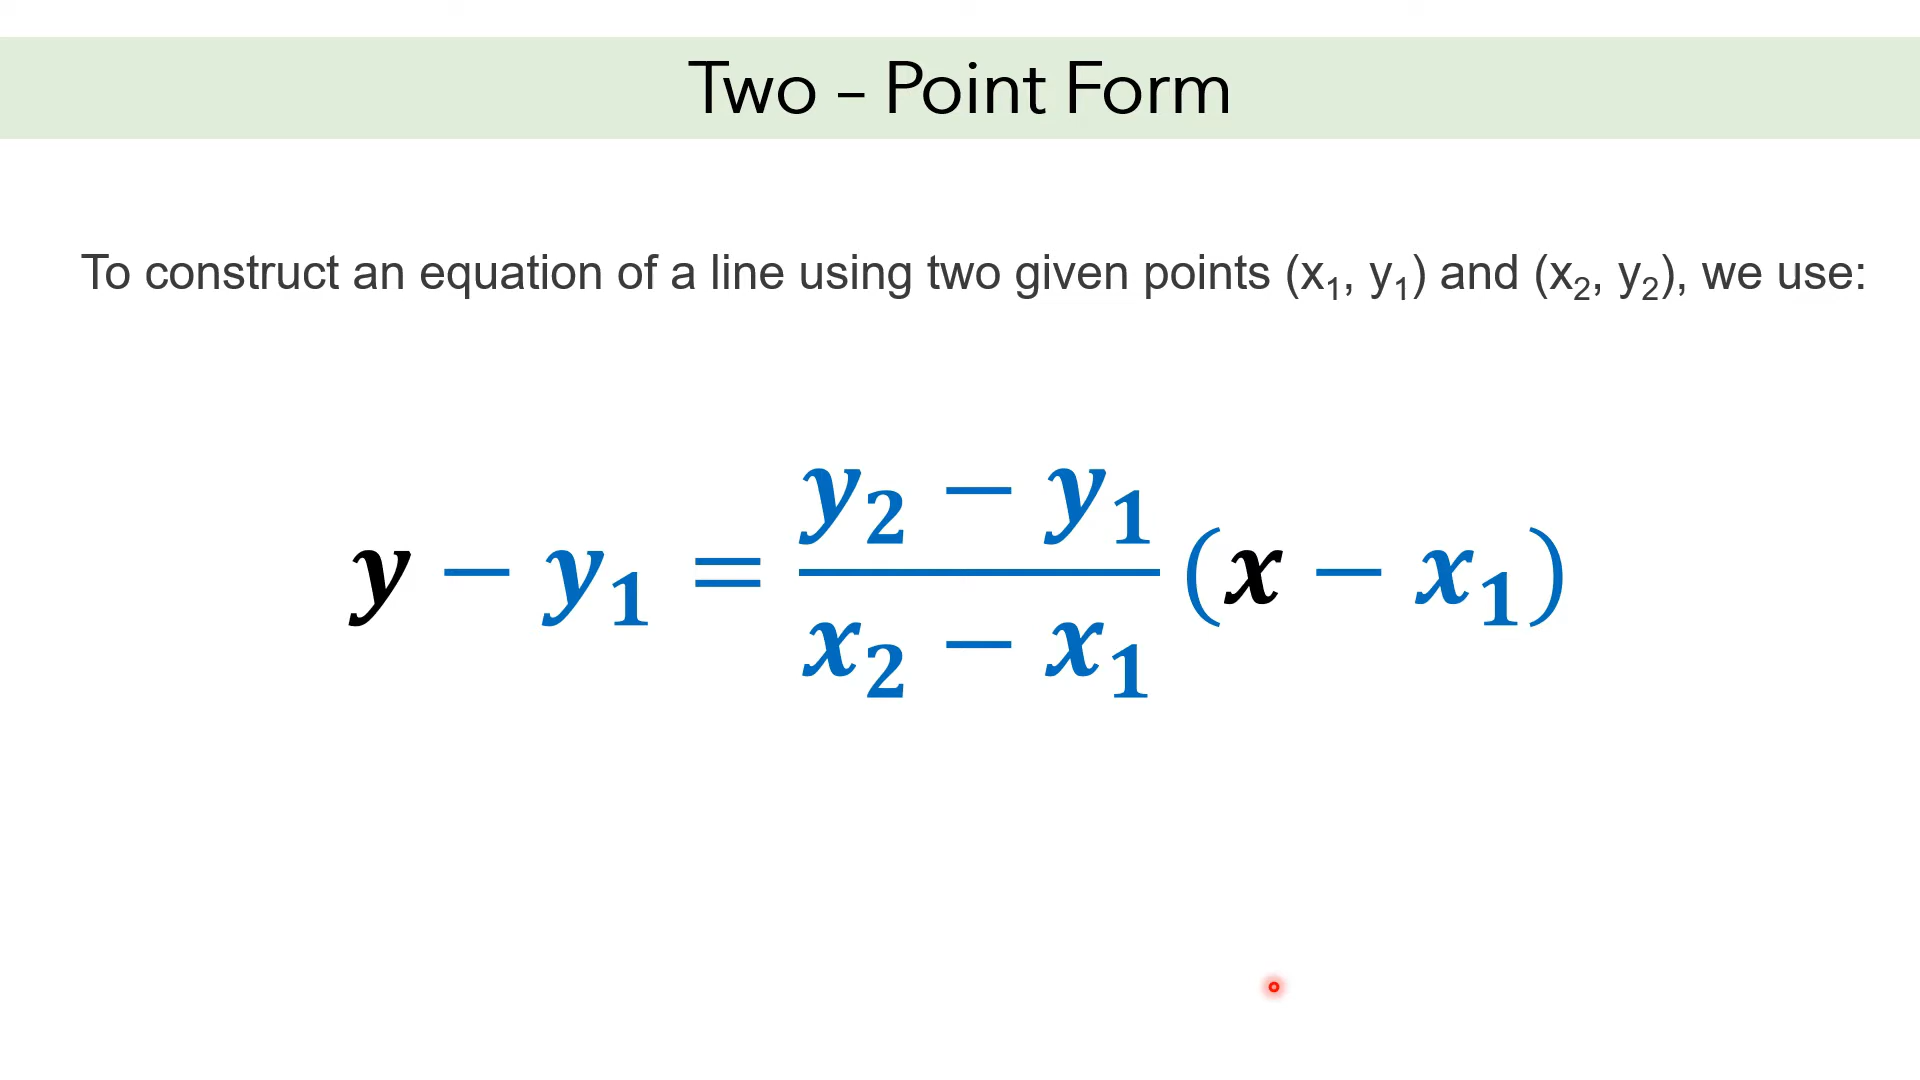 Two – Point Form
To construct an equation of a line using two given points (x₁, y₁) and (x₂, y₂), we use:
y − y₁ = (y₂ − y₁)/(x₂ − x₁) (x − x₁)